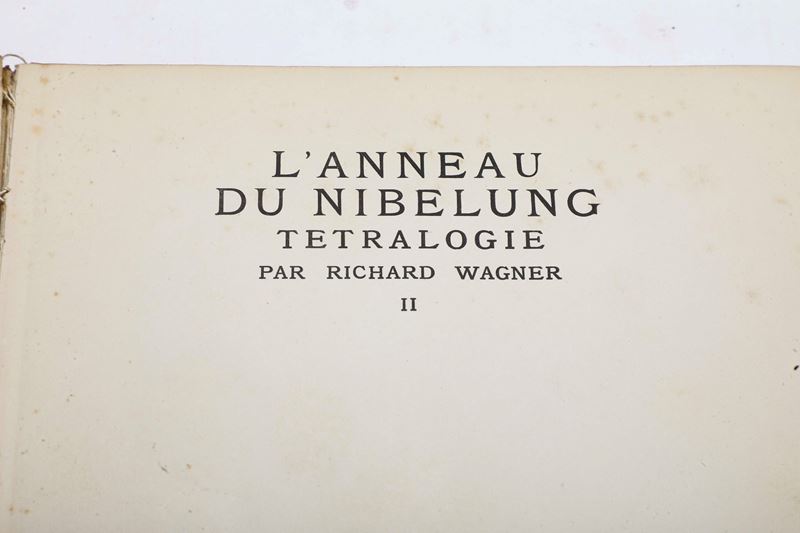 L'ANNEAU
DU NIBELUNG
TETRALOGIE
PAR RICHARD WAGNER
II